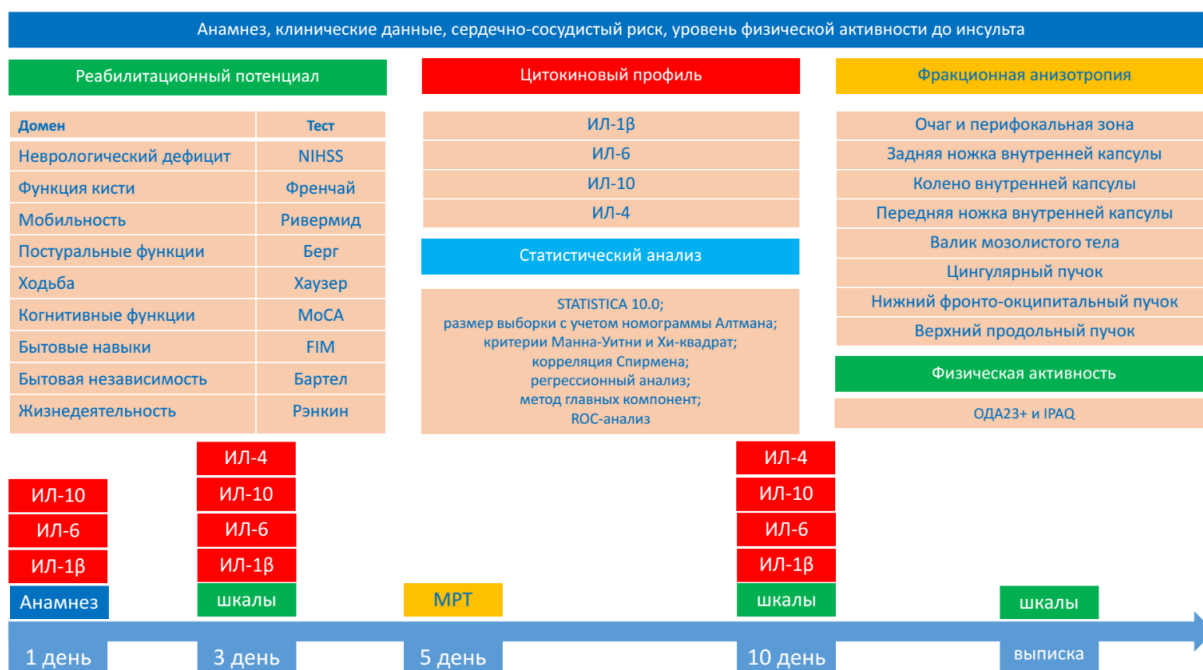 Анамнез, клинические данные, сердечно-сосудистый риск, уровень физической активности до инсульта
Реабилитационный потенциал
Домен Тест
Неврологический дефицит NIHSS
Функция кисти Френчай
Мобильность Ривермид
Постуральные функции Берг
Ходьба Хаузер
Когнитивные функции MoCA
Бытовые навыки FIM
Бытовая независимость Бартел
Жизнедеятельность Рэнкин
Цитокиновый профиль
ИЛ-1β
ИЛ-6
ИЛ-10
ИЛ-4
Статистический анализ
STATISTICA 10.0;
размер выборки с учетом номограммы Алтмана;
критерии Манна-Уитни и Хи-квадрат;
корреляция Спирмена;
регрессионный анализ;
метод главных компонент;
ROC-анализ
Фракционная анизотропия
Очаг и перифокальная зона
Задняя ножка внутренней капсулы
Колено внутренней капсулы
Передняя ножка внутренней капсулы
Валик мозолистого тела
Цингулярный пучок
Нижний фронто-окципитальный пучок
Верхний продольный пучок
Физическая активность
ОДА23+ и IPAQ
ИЛ-10
ИЛ-6
ИЛ-1β
Анамнез
1 день
ИЛ-4
ИЛ-10
ИЛ-6
ИЛ-1β
шкалы
3 день
МРТ
5 день
ИЛ-4
ИЛ-10
ИЛ-6
ИЛ-1β
шкалы
10 день
шкалы
выписка